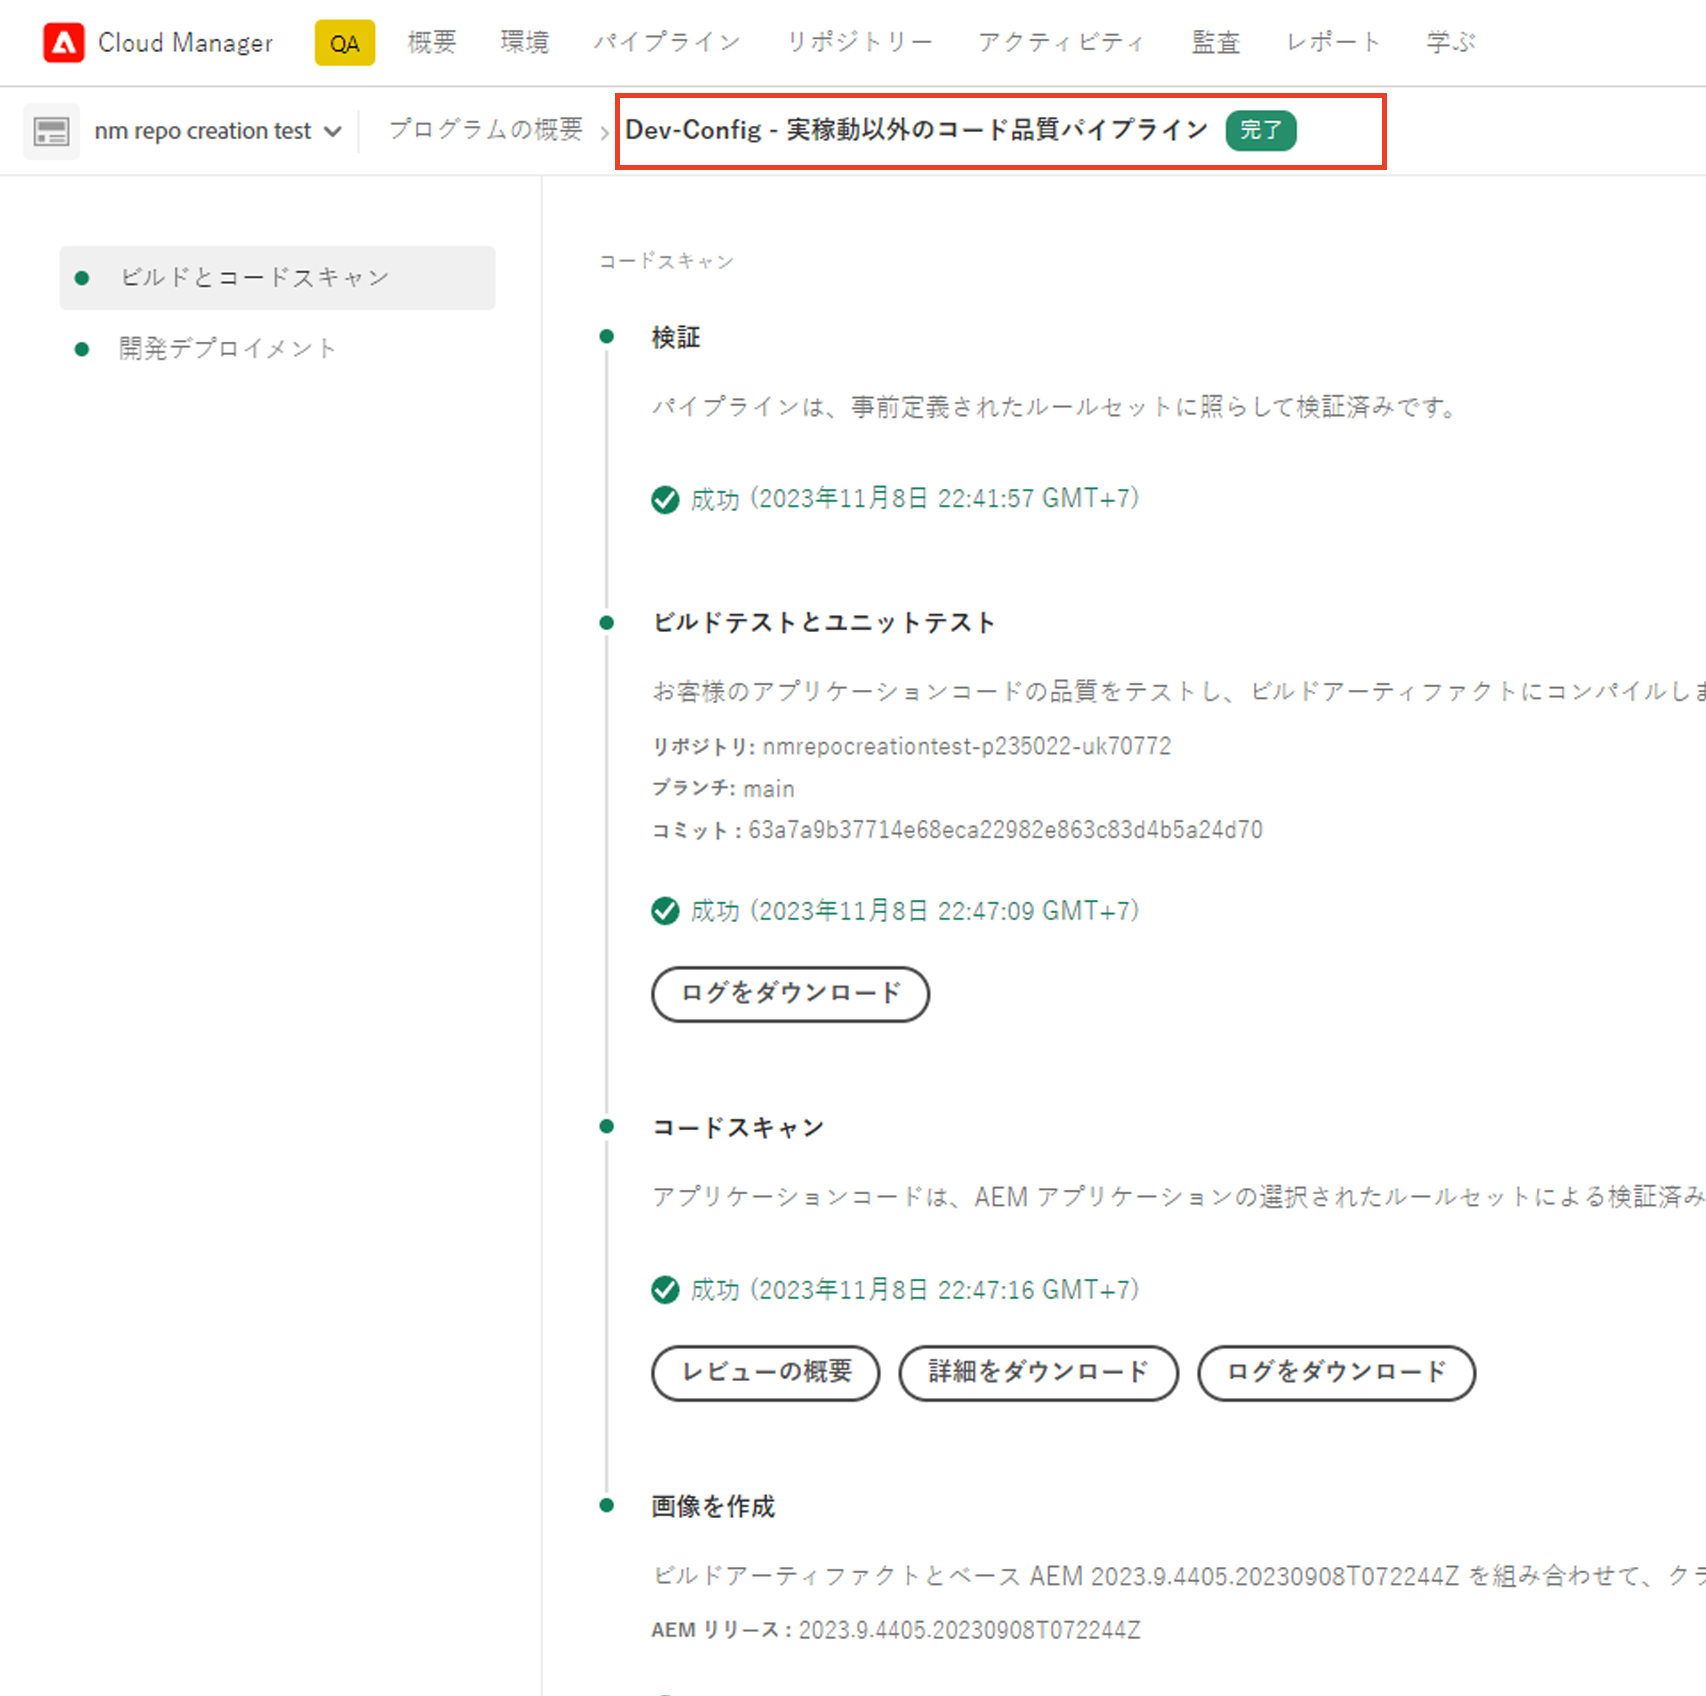 Cloud Manager QA 概要 環境 パイプライン リポジトリー アクティビティ 監査 レポート 学ぶ
nm repo creation test プログラムの概要 › Dev-Config - 実稼動以外のコード品質パイプライン 完了
ビルドとコードスキャン
開発デプロイメント
コードスキャン
検証
パイプラインは、事前定義されたルールセットに照らして検証済みです。
成功 (2023年11月8日 22:41:57 GMT+7)
ビルドテストとユニットテスト
お客様のアプリケーションコードの品質をテストし、ビルドアーティファクトにコンパイルしま
リポジトリ: nmrepocreationtest-p235022-uk70772
ブランチ: main
コミット : 63a7a9b37714e68eca22982e863c83d4b5a24d70
成功 (2023年11月8日 22:47:09 GMT+7)
ログをダウンロード
コードスキャン
アプリケーションコードは、AEM アプリケーションの選択されたルールセットによる検証済み
成功 (2023年11月8日 22:47:16 GMT+7)
レビューの概要 詳細をダウンロード ログをダウンロード
画像を作成
ビルドアーティファクトとベース AEM 2023.9.4405.20230908T072244Z を組み合わせて、クラ
AEM リリース : 2023.9.4405.20230908T072244Z